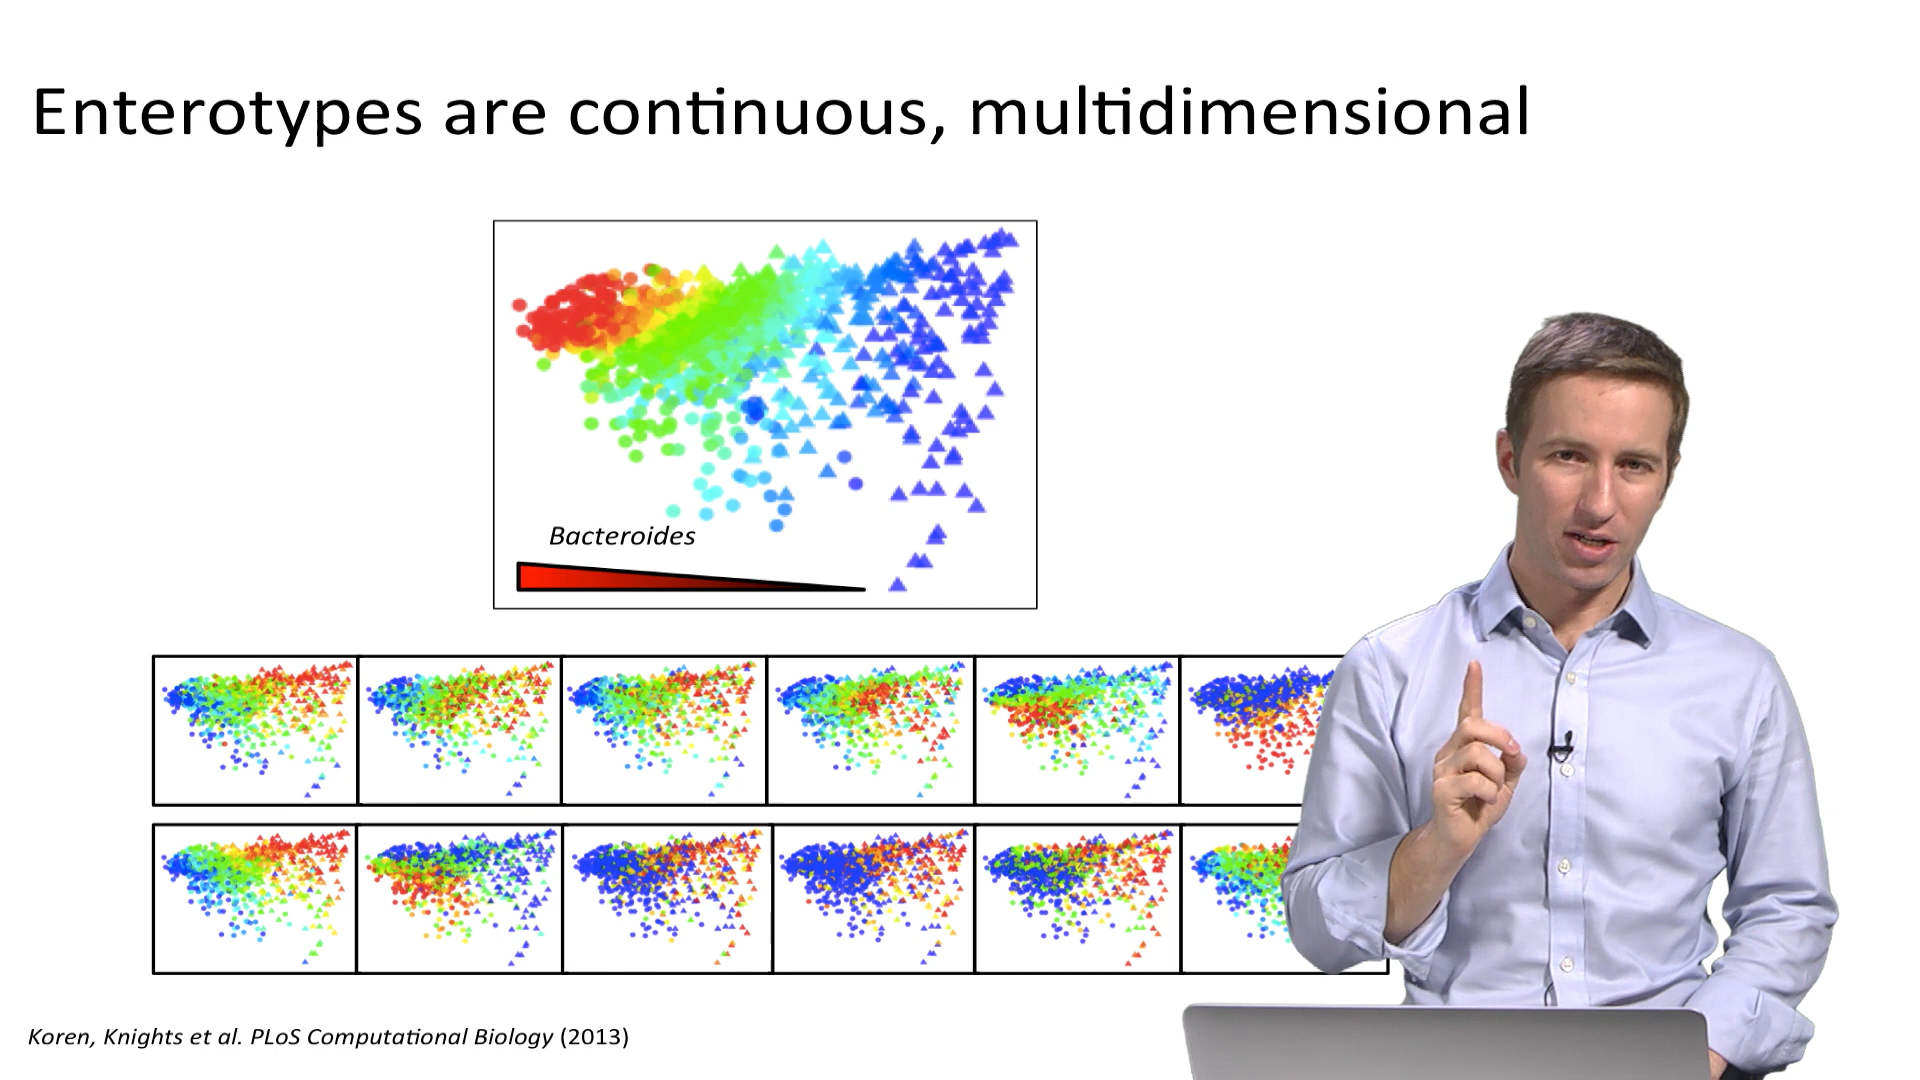 Enterotypes are continuous, multidimensional
Bacteroides
Koren, Knights et al. PLoS Computational Biology (2013)